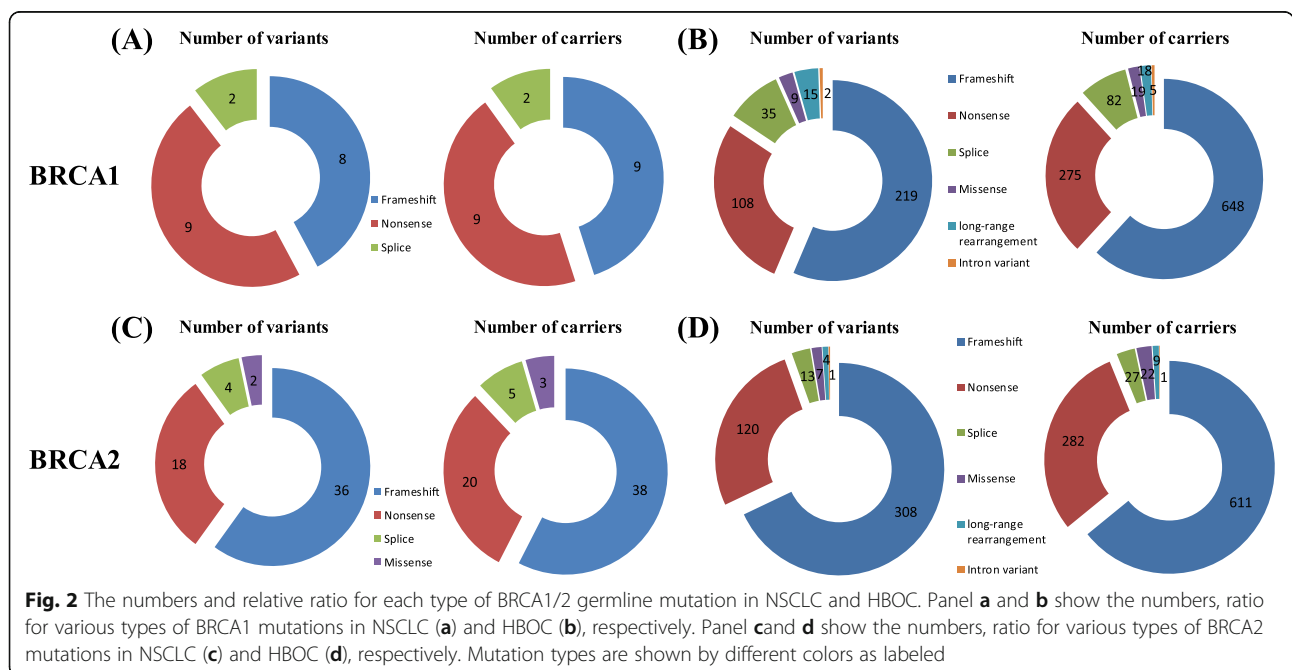 (A)
Number of variants
Number of carriers
(B)
Number of variants
Number of carriers
BRCA1
2
8
9
Frameshift
Nonsense
Splice
2
9
9
35
9
15
2
108
219
Frameshift
Nonsense
Splice
Missense
long-range
rearrangement
Intron variant
82
19
18
5
275
648
(C)
Number of variants
Number of carriers
(D)
Number of variants
Number of carriers
BRCA2
4
2
18
36
Frameshift
Nonsense
Splice
Missense
5
3
20
38
13
7
4
1
120
308
Frameshift
Nonsense
Splice
Missense
long-range
rearrangement
Intron variant
27
22
9
1
282
611
Fig. 2 The numbers and relative ratio for each type of BRCA1/2 germline mutation in NSCLC and HBOC. Panel a and b show the numbers, ratio
for various types of BRCA1 mutations in NSCLC (a) and HBOC (b), respectively. Panel cand d show the numbers, ratio for various types of BRCA2
mutations in NSCLC (c) and HBOC (d), respectively. Mutation types are shown by different colors as labeled